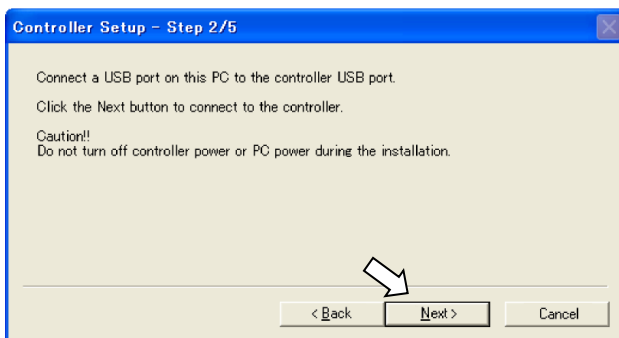 Controller Setup - Step 2/5
Connect a USB port on this PC to the controller USB port.
Click the Next button to connect to the controller.
Caution!!
Do not turn off controller power or PC power during the installation.
< Back
Next >
Cancel